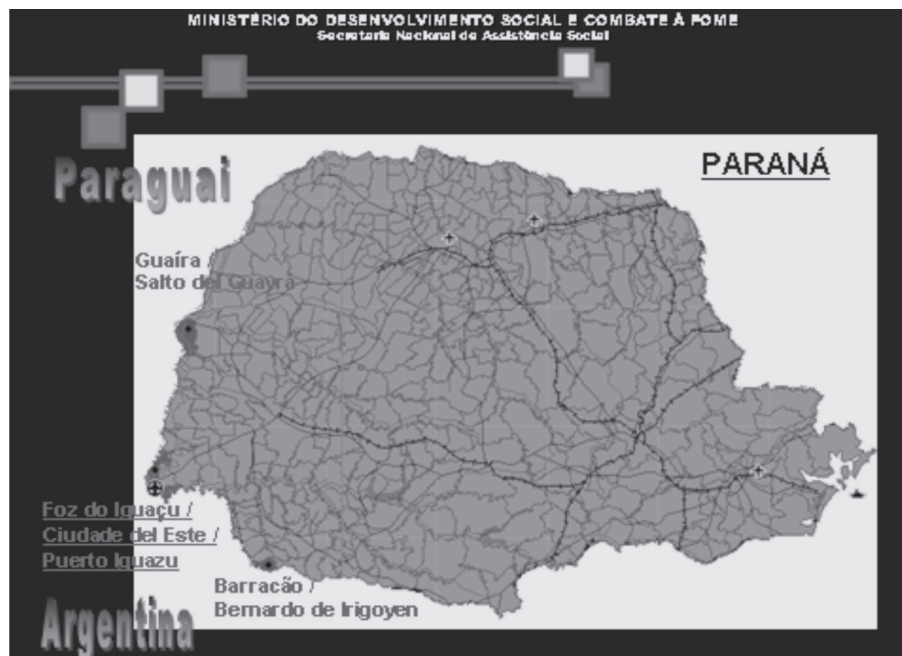 MINISTÉRIO DO DESENVOLVIMENTO SOCIAL E COMBATE À FOME
Secretaria Nacional de Assistência Social
Paraguai
PARANÁ
Guaíra /
Salto del Guayra
Foz do Iguaçu /
Ciudade del Este /
Puerto Iguazu
Barracão /
Bernardo de Irigoyen
Argentina